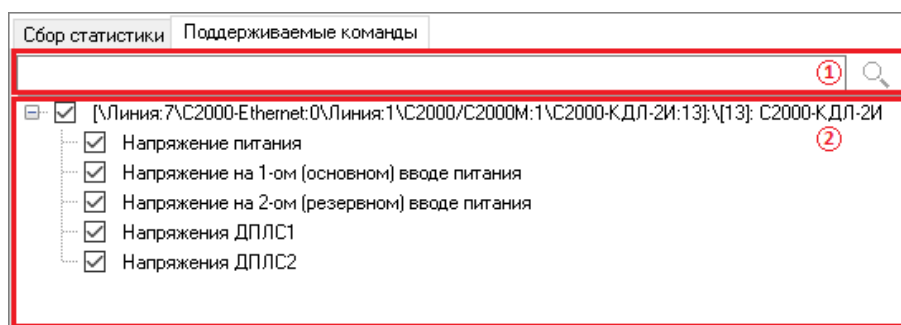 Сбор статистики Поддерживаемые команды
①
[\Линия:7\С2000-Ethernet:0\Линия:1\С2000/С2000М:1\С2000-КДЛ-2И:13]:\[13]: С2000-КДЛ-2И
②
Напряжение питания
Напряжение на 1-ом (основном) вводе питания
Напряжение на 2-ом (резервном) вводе питания
Напряжения ДПЛС1
Напряжения ДПЛС2